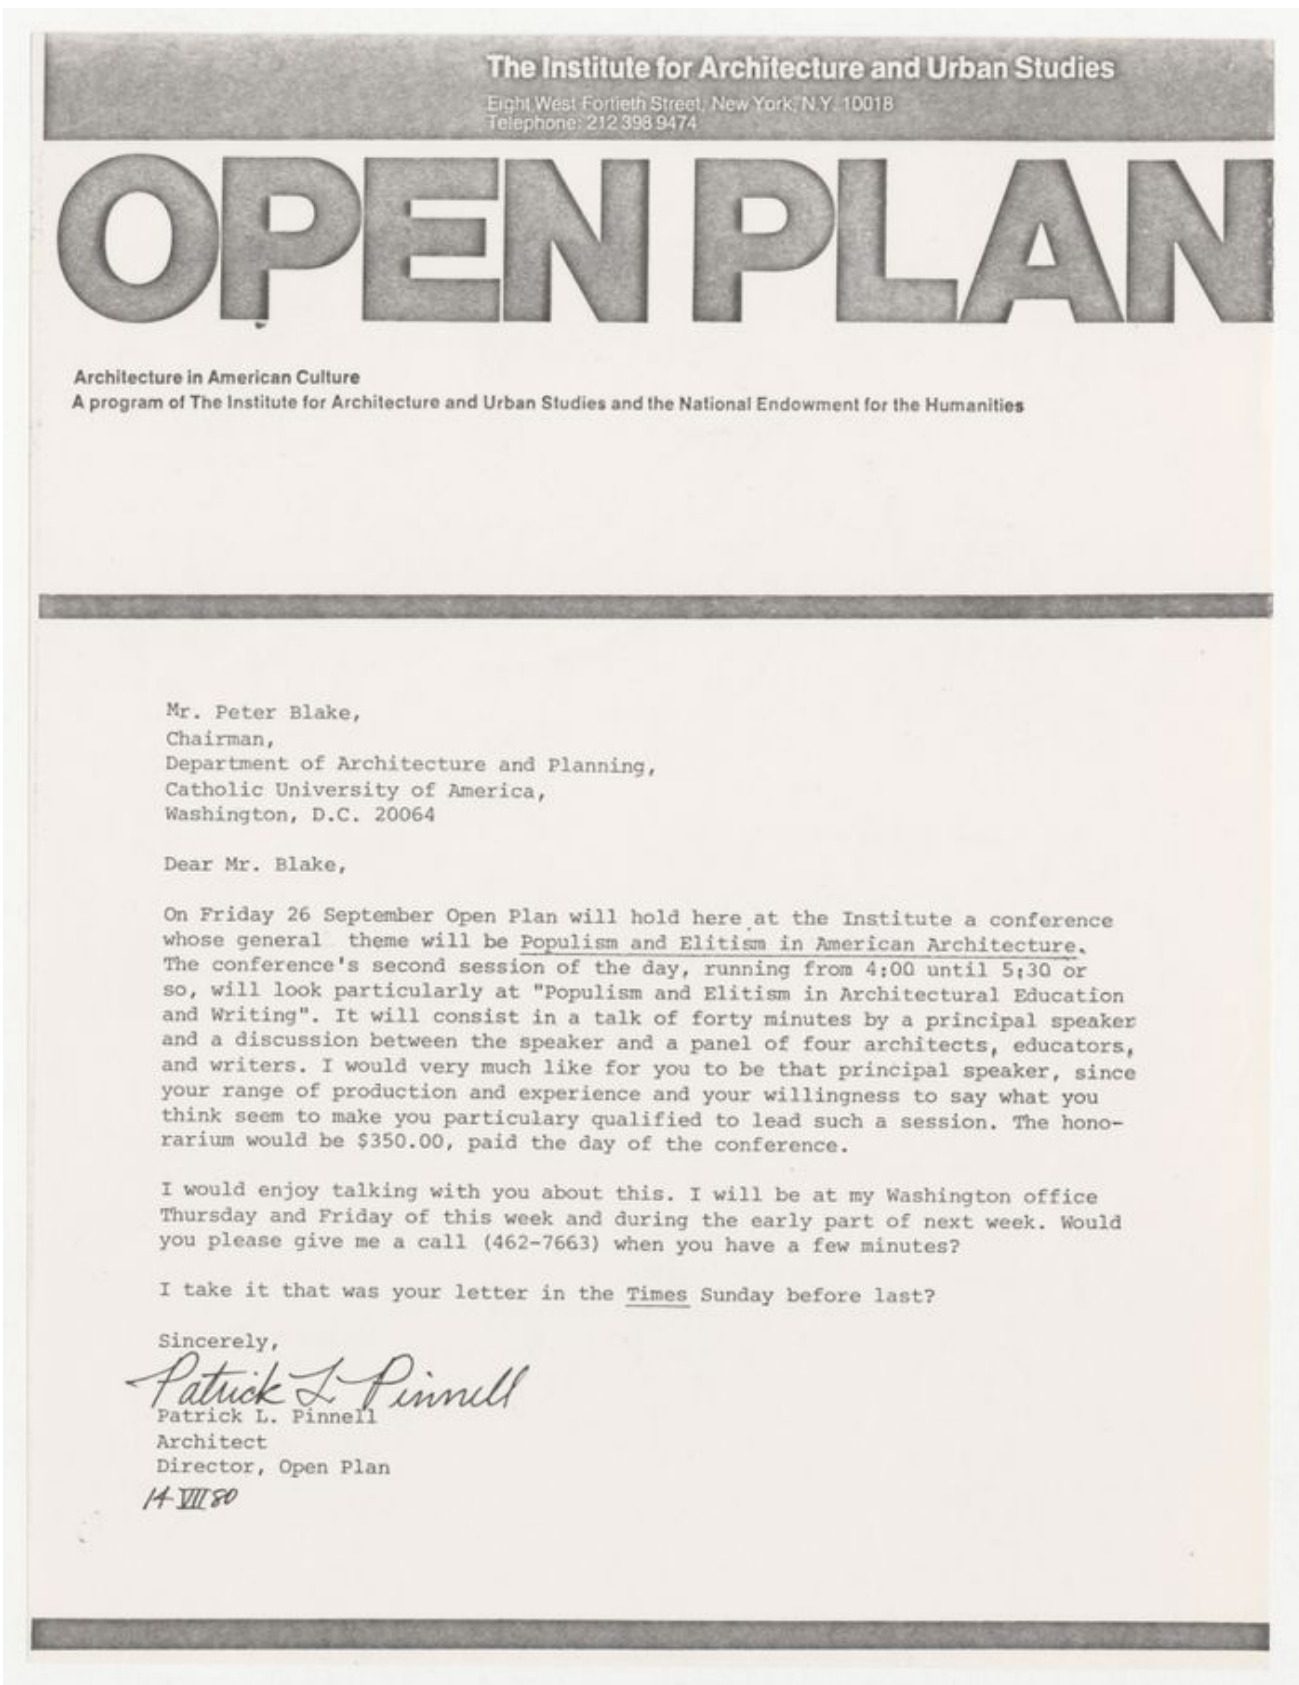 The Institute for Architecture and Urban Studies
Eight West Fortieth Street, New York, N.Y. 10018
Telephone: 212 398 9474
OPEN PLAN
Architecture in American Culture
A program of The Institute for Architecture and Urban Studies and the National Endowment for the Humanities
Mr. Peter Blake,
Chairman,
Department of Architecture and Planning,
Catholic University of America,
Washington, D.C. 20064
Dear Mr. Blake,
On Friday 26 September Open Plan will hold here at the Institute a conference
whose general theme will be Populism and Elitism in American Architecture.
The conference's second session of the day, running from 4:00 until 5:30 or
so, will look particularly at "Populism and Elitism in Architectural Education
and Writing". It will consist in a talk of forty minutes by a principal speaker
and a discussion between the speaker and a panel of four architects, educators,
and writers. I would very much like for you to be that principal speaker, since
your range of production and experience and your willingness to say what you
think seem to make you particulary qualified to lead such a session. The hono-
rarium would be $350.00, paid the day of the conference.
I would enjoy talking with you about this. I will be at my Washington office
Thursday and Friday of this week and during the early part of next week. Would
you please give me a call (462-7663) when you have a few minutes?
I take it that was your letter in the Times Sunday before last?
Sincerely,
Patrick L Pinnell
Patrick L. Pinnell
Architect
Director, Open Plan
14 VII 80